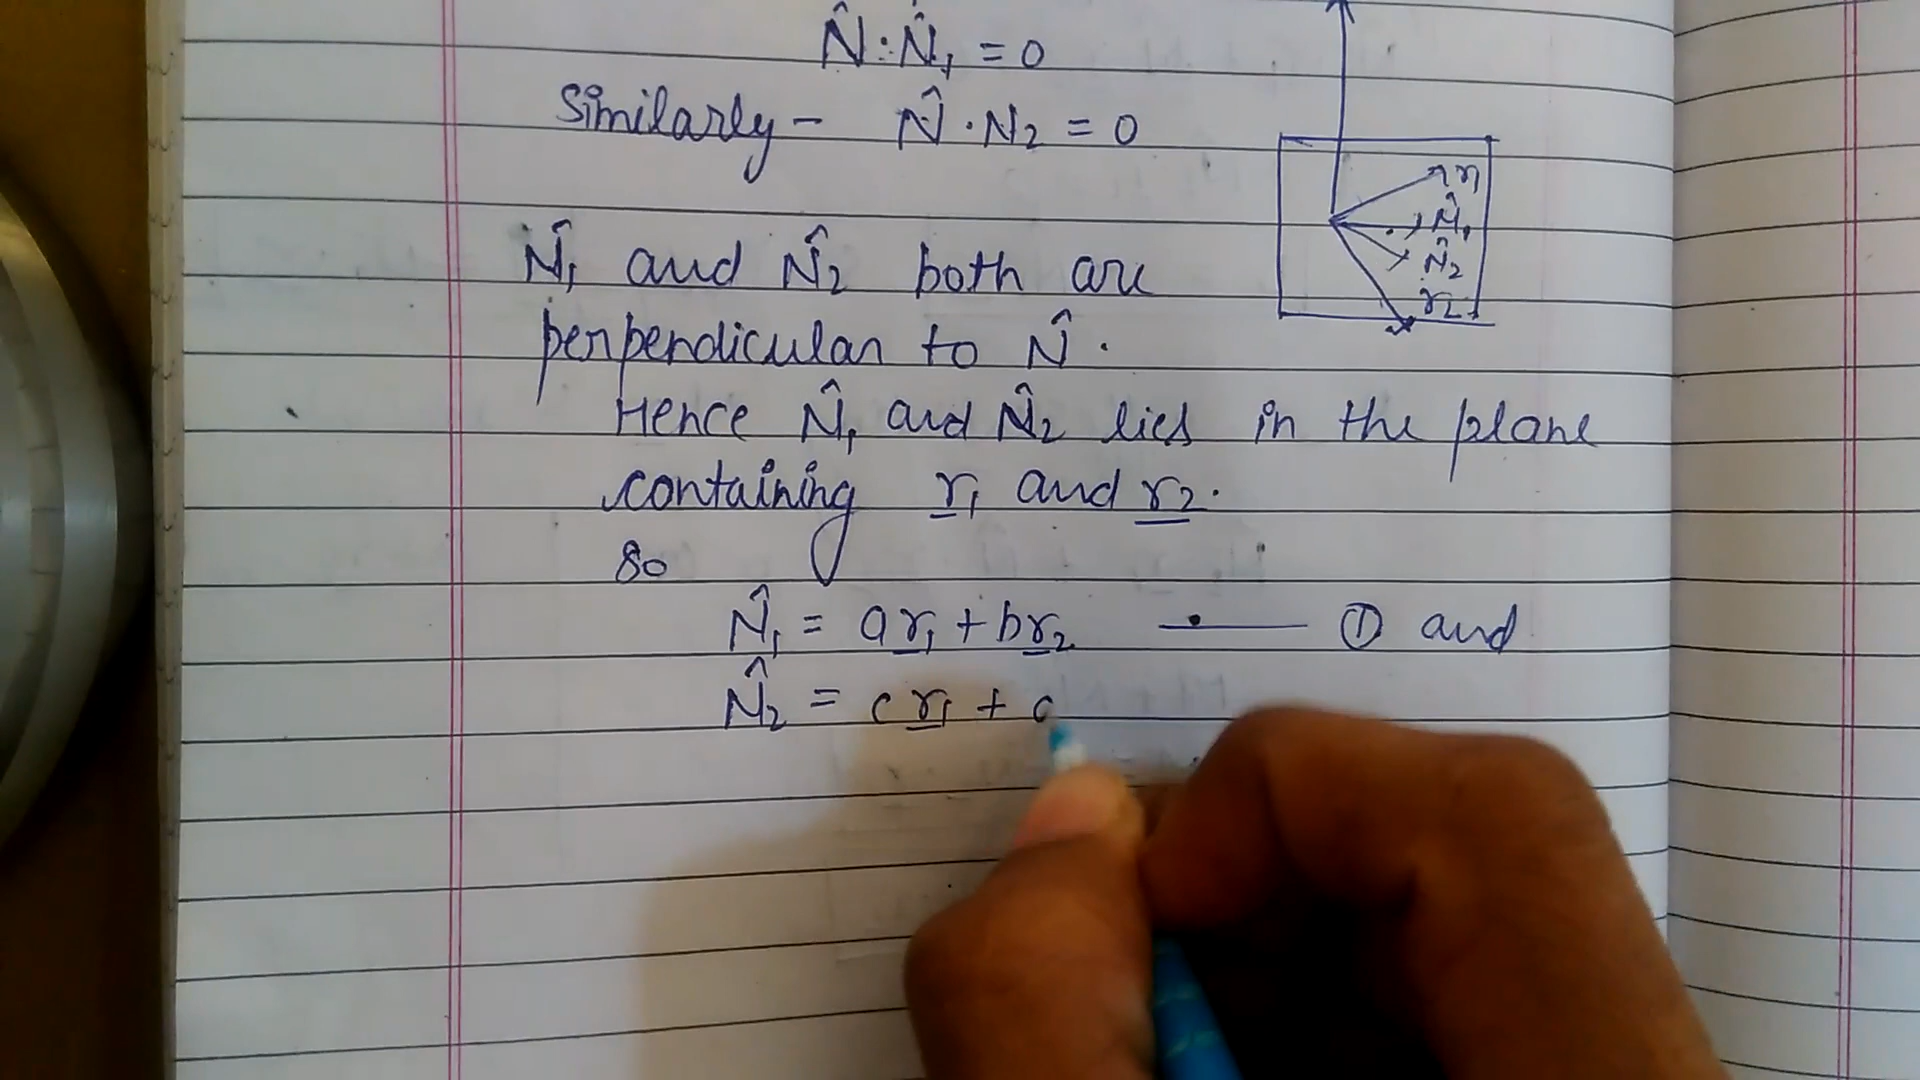 N̂ . N̂₁ = 0
Similarly - N̂ . N₂ = 0
r₁
N̂₁
N̂₂
r₂
N̂₁ and N̂₂ both are
perpendicular to N̂ .
Hence N̂₁ and N̂₂ lies in the plane
containing r₁ and r₂.
So
N̂₁ = ar₁ + br₂ — ① and
N̂₂ = cr₁ +